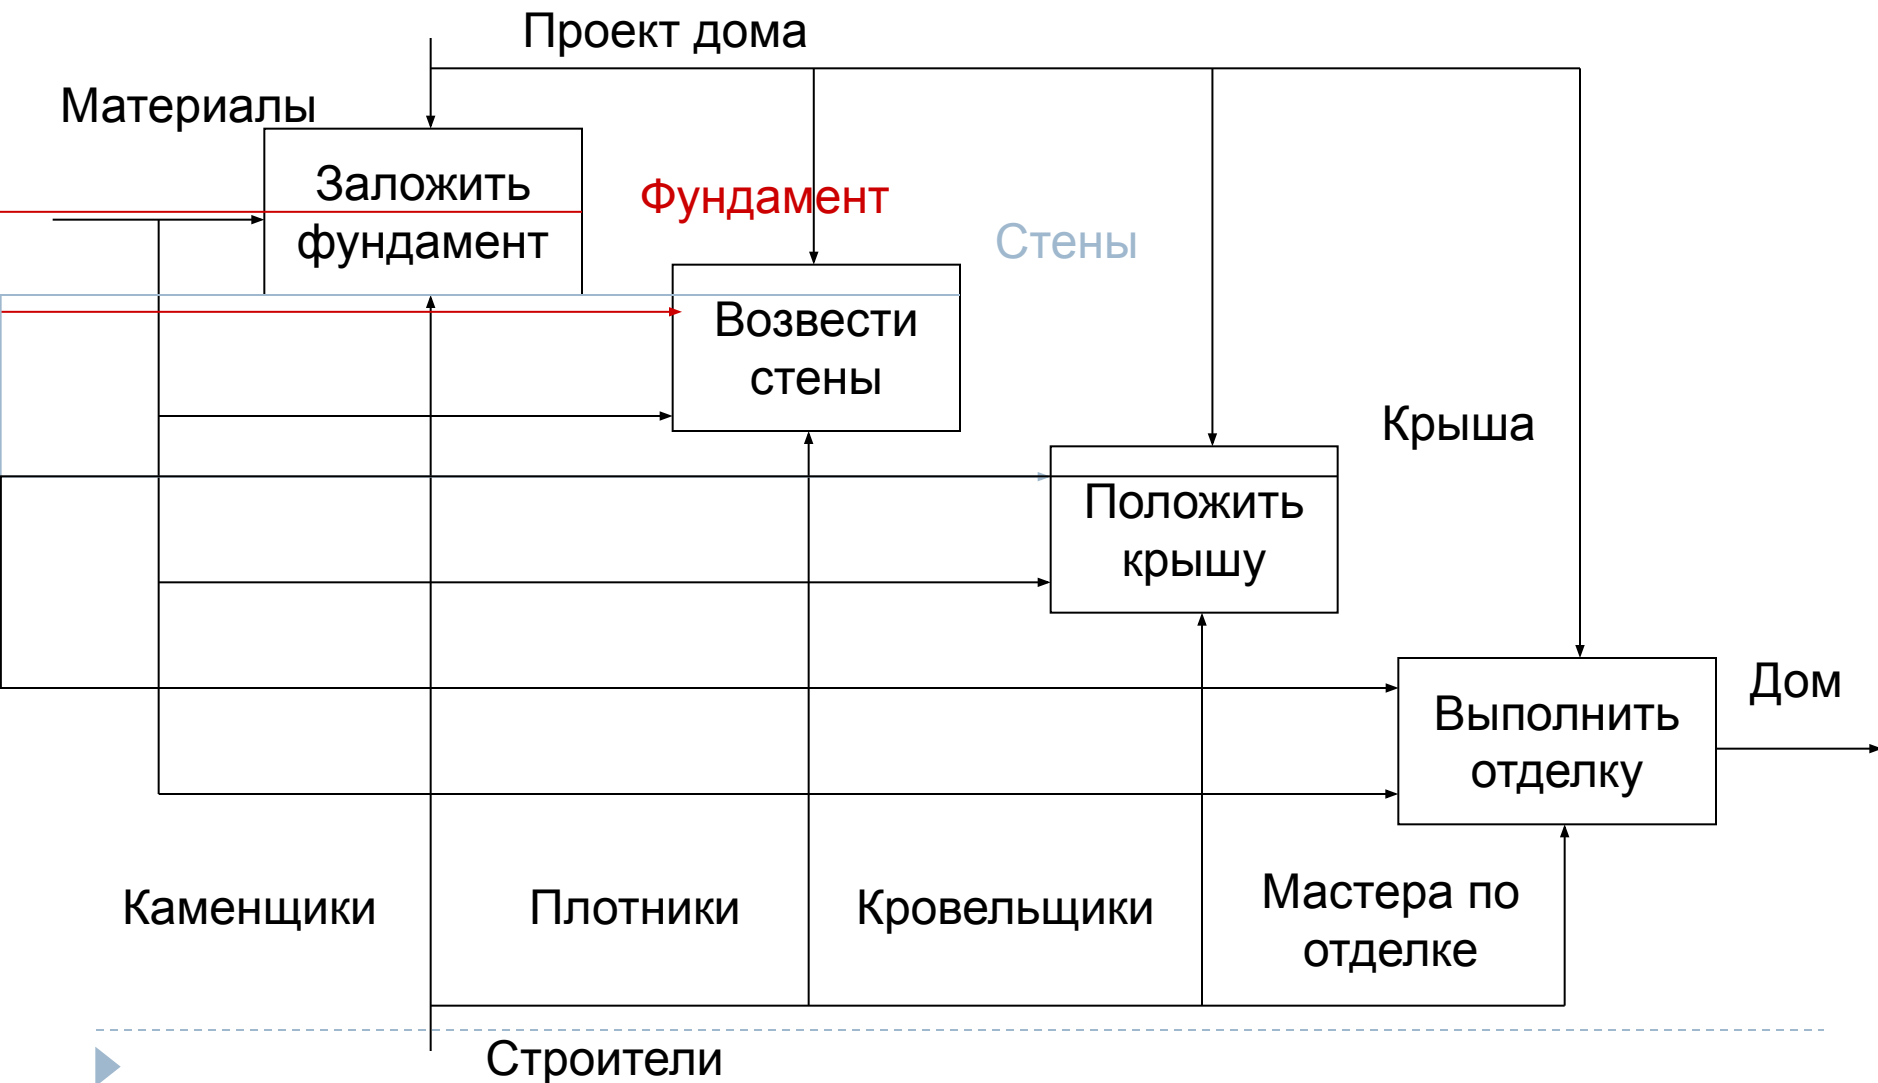 Проект дома
Материалы
Заложить
фундамент
Фундамент
Стены
Возвести
стены
Крыша
Положить
крышу
Дом
Выполнить
отделку
Каменщики
Плотники
Кровельщики
Мастера по
отделке
Строители